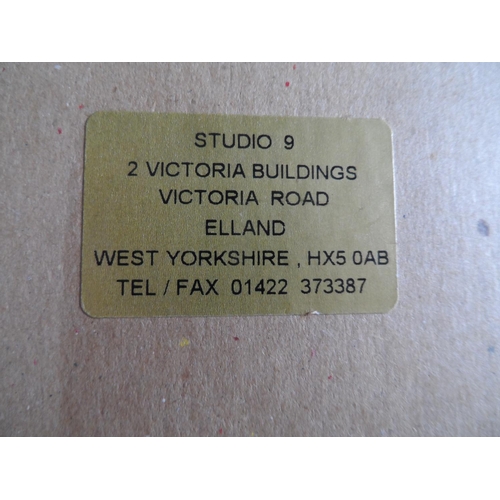 STUDIO 9
2 VICTORIA BUILDINGS
VICTORIA ROAD
ELLAND
WEST YORKSHIRE , HX5 0AB
TEL / FAX 01422 373387